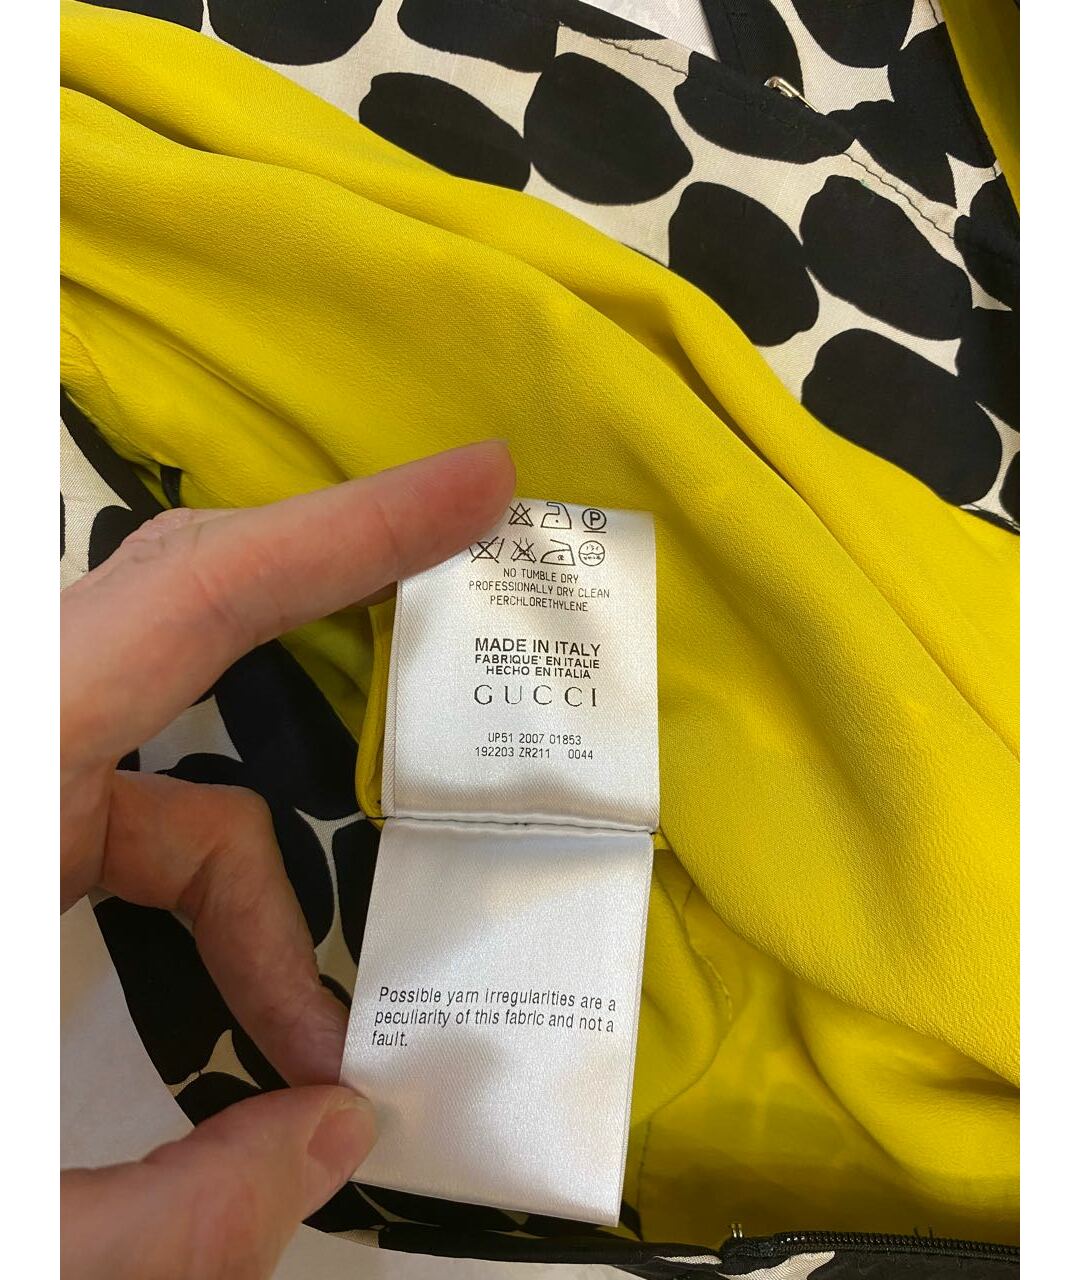 P
NO TUMBLE DRY
PROFESSIONALLY DRY CLEAN
PERCHLORETHYLENE
MADE IN ITALY
FABRIQUE' EN ITALIE
HECHO EN ITALIA
GUCCI
UP51 2007 01853
192203 ZR211 0044
Possible yarn irregularities are a
peculiarity of this fabric and not a
fault.